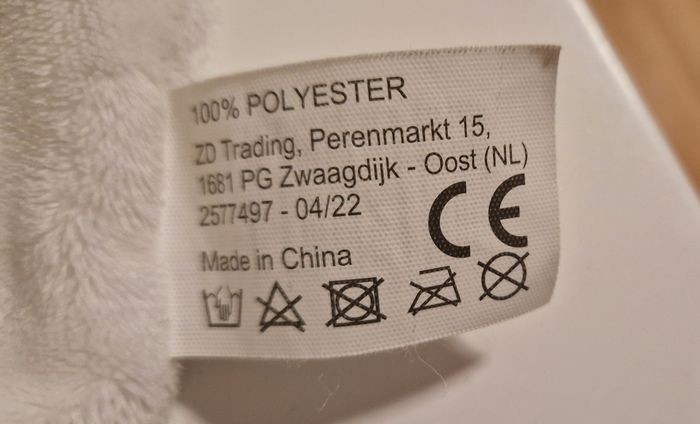 100% POLYESTER
ZD Trading, Perenmarkt 15,
1681 PG Zwaagdijk - Oost (NL)
2577497 - 04/22
CE
Made in China